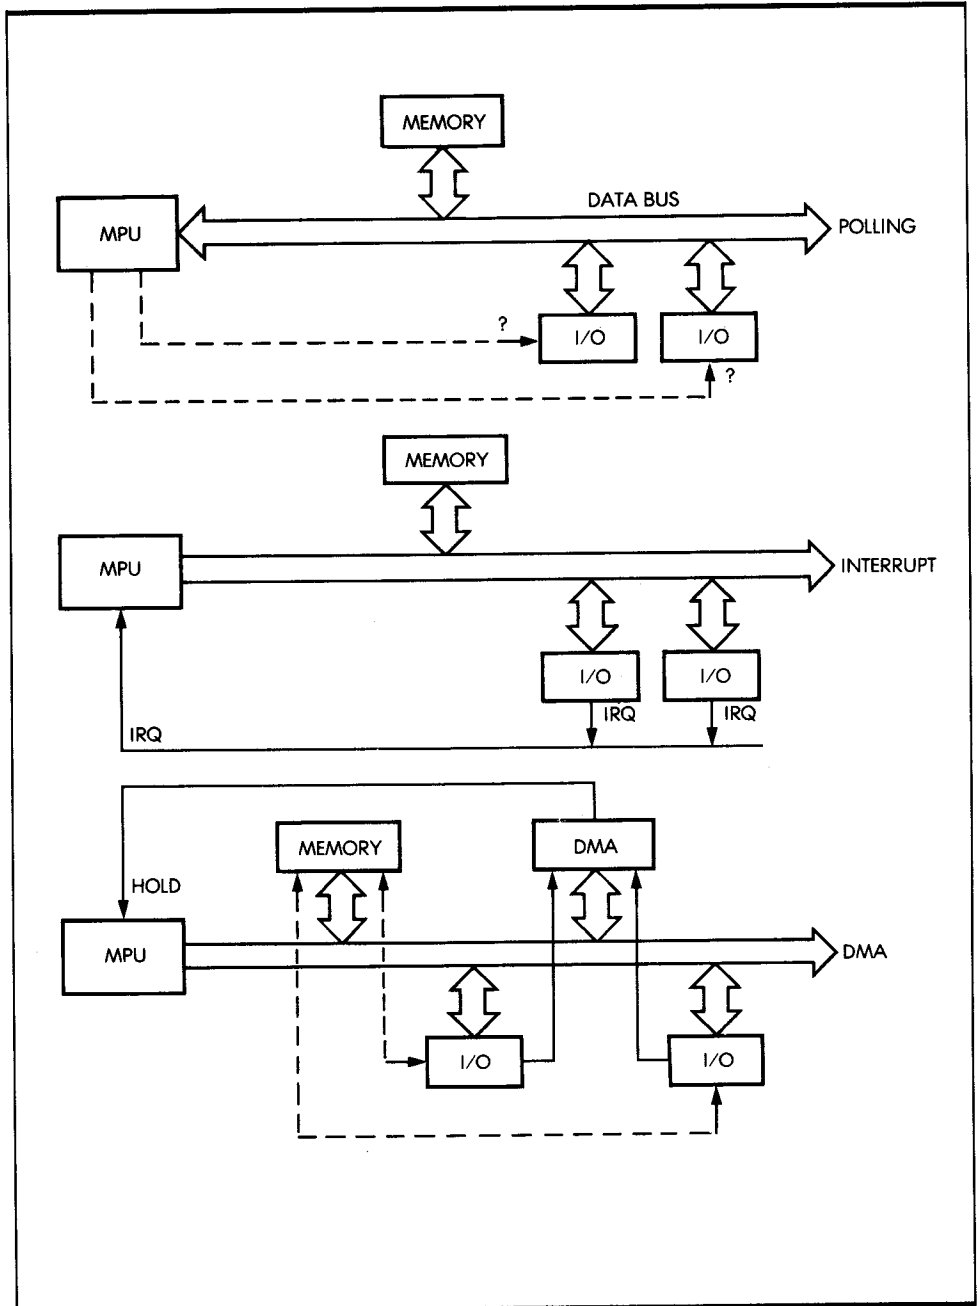 MEMORY
DATA BUS
MPU
POLLING
?
I/O
I/O
?
MEMORY
MPU
INTERRUPT
I/O
I/O
IRQ
IRQ
IRQ
MEMORY
DMA
HOLD
MPU
DMA
I/O
I/O